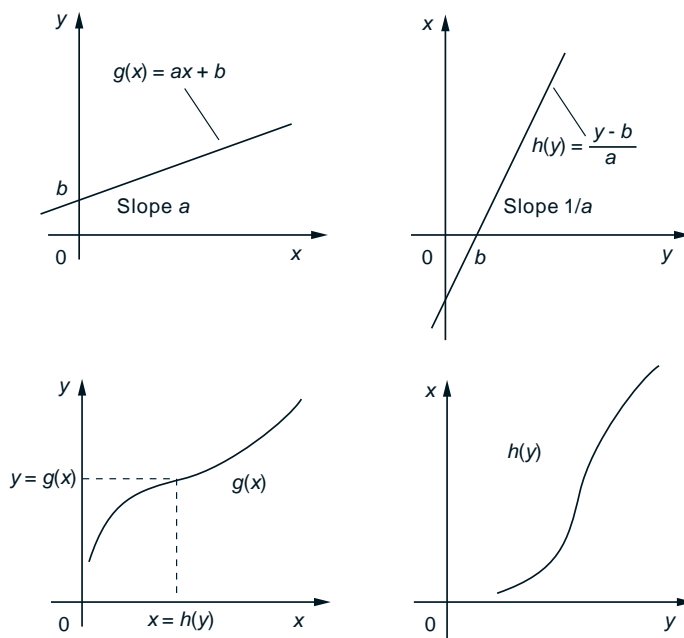 y
g(x) = ax + b
b
Slope a
0
x
x
h(y) = y - b
a
Slope 1/a
0
b
y
y
y = g(x)
g(x)
0
x = h(y)
x
x
h(y)
0
y